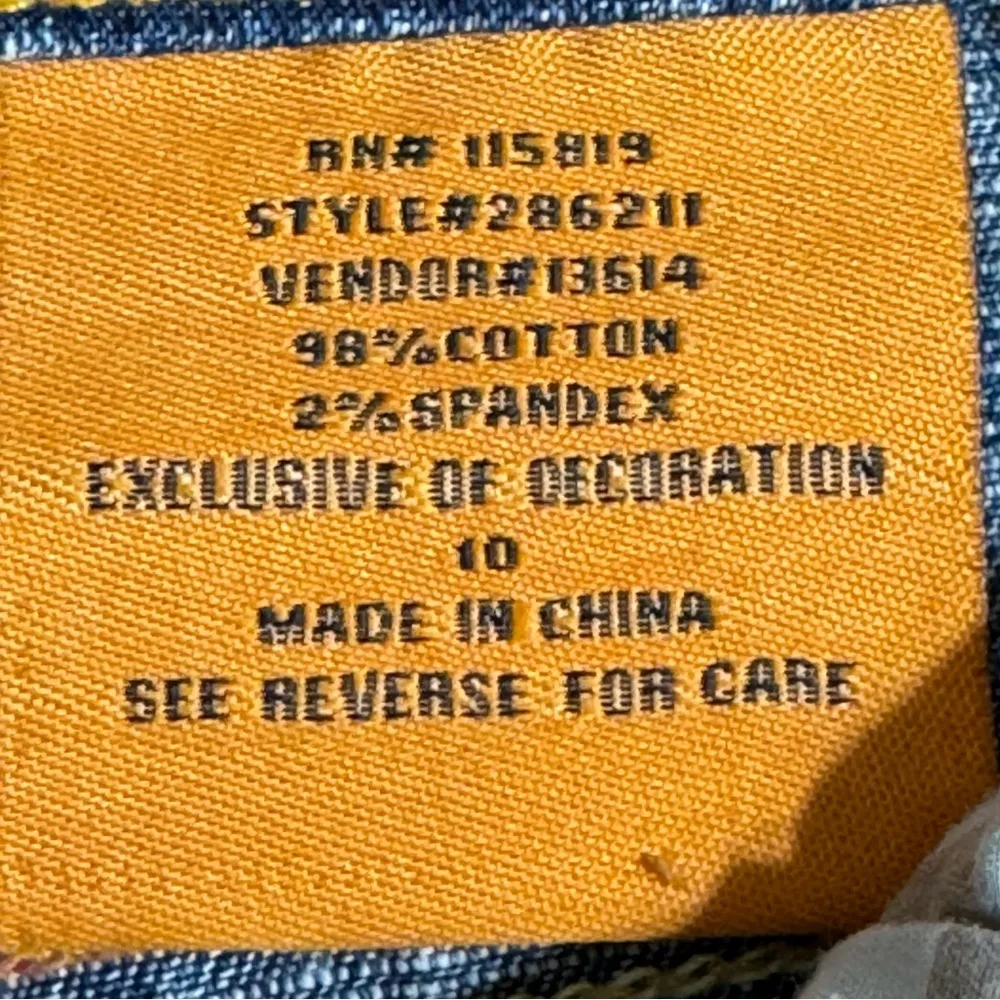 RN# 115819
STYLE#286211
VENDOR#13614
98%COTTON
2%SPANDEX
EXCLUSIVE OF DECORATION
10
MADE IN CHINA
SEE REVERSE FOR CARE